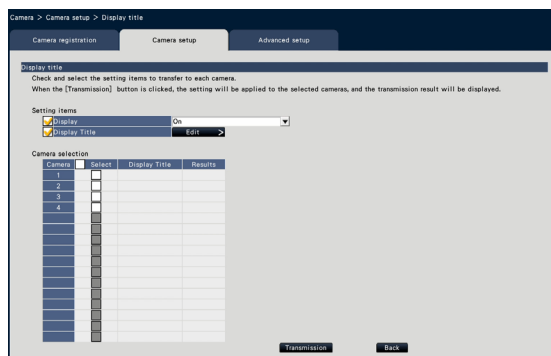 Camera > Camera setup > Display title
Camera registration Camera setup Advanced setup
Display title
Check and select the setting items to transfer to each camera.
When the [Transmission] button is clicked, the setting will be applied to the selected cameras, and the transmission result will be displayed.
Setting items
Display On
Display Title Edit >
Camera selection
Camera Select Display Title Results
1
2
3
4
Transmission Back